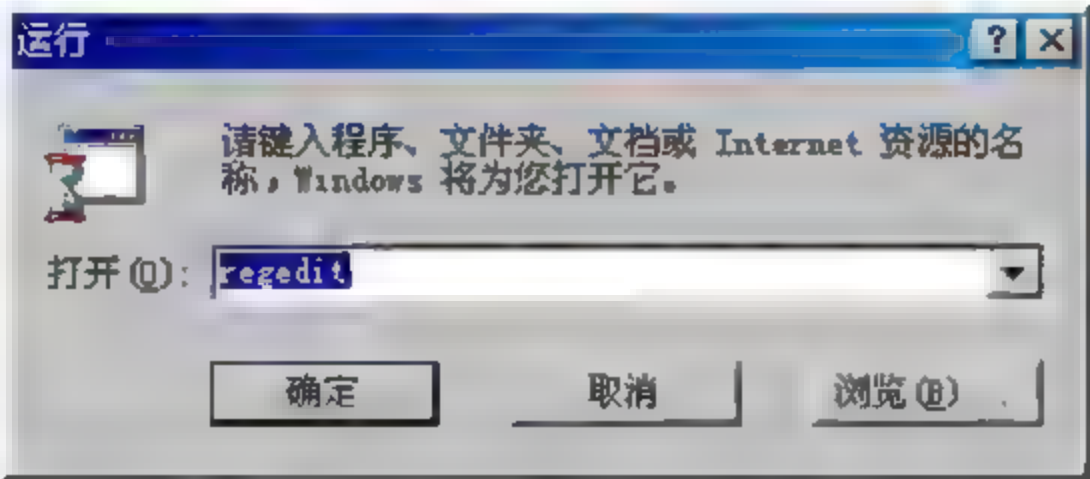 运行
请键入程序、文件夹、文档或 Internet 资源的名
称，Windows 将为您打开它。
打开(O): regedit
确定 取消 浏览(B)